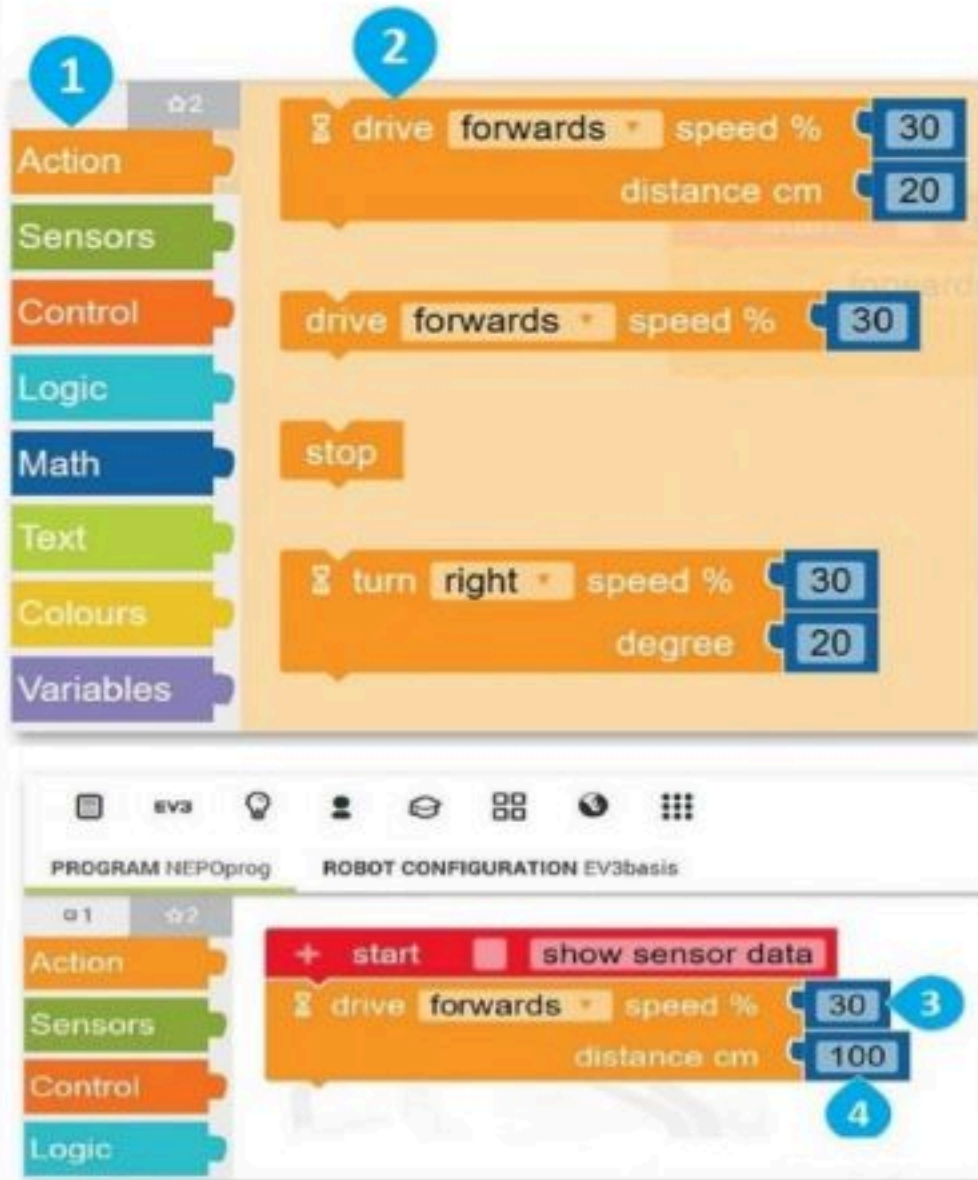 1
2
2
Action
Sensors
Control
Logic
Math
Text
Colours
Variables
drive forwards speed % 30
distance cm 20
forward
drive forwards speed % 30
stop
turn right speed % 30
degree 20
EV3
PROGRAM NEPOprog ROBOT CONFIGURATION EV3basis
1 2
Action
Sensors
Control
Logic
+ start show sensor data
drive forwards speed % 30 3
distance cm 100
4